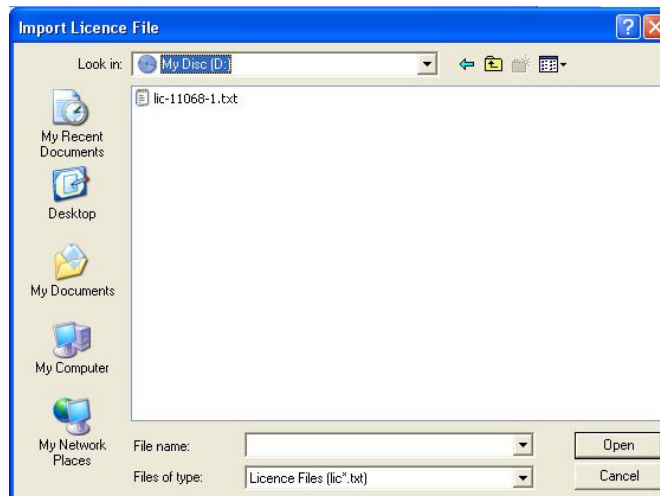 Import Licence File
Look in: My Disc (D:)
lic-11068-1.txt
My Recent
Documents
Desktop
My Documents
My Computer
My Network
Places
File name:
Open
Files of type: Licence Files (lic*.txt)
Cancel